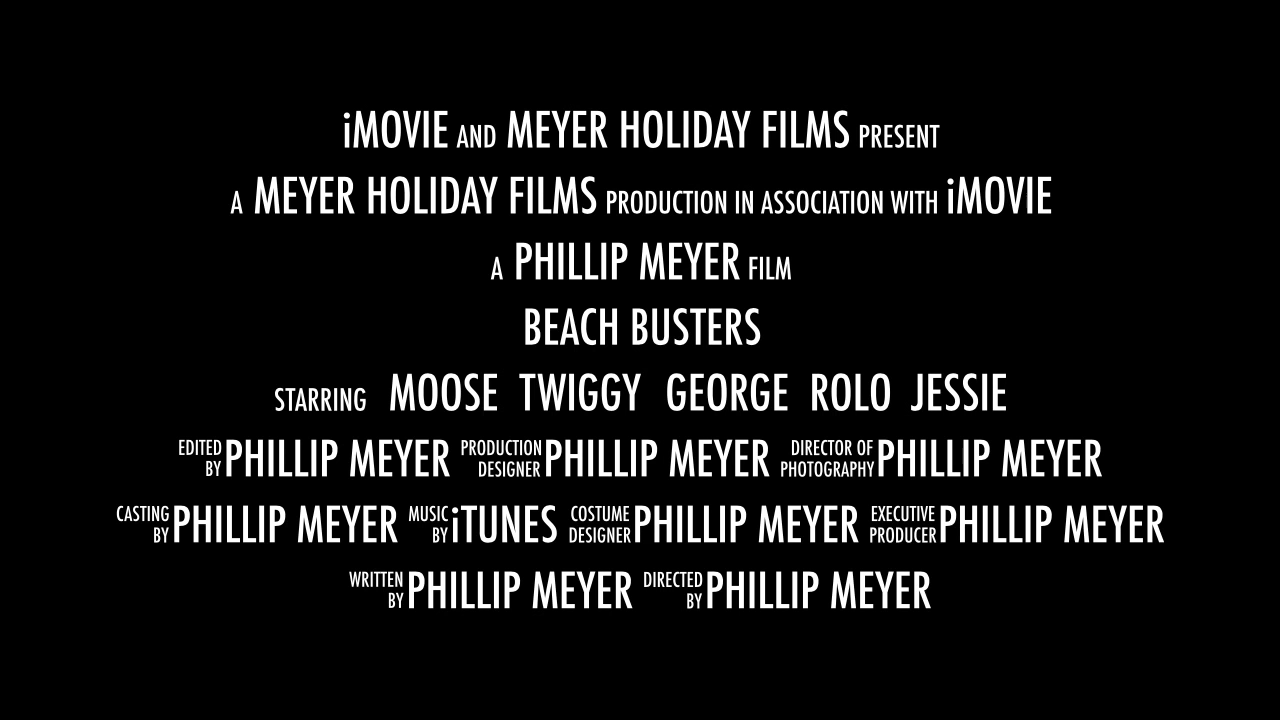 iMOVIE AND MEYER HOLIDAY FILMS PRESENT
A MEYER HOLIDAY FILMS PRODUCTION IN ASSOCIATION WITH iMOVIE
A PHILLIP MEYER FILM
BEACH BUSTERS
STARRING MOOSE TWIGGY GEORGE ROLO JESSIE
EDITED BY PHILLIP MEYER PRODUCTION DESIGNER PHILLIP MEYER DIRECTOR OF PHOTOGRAPHY PHILLIP MEYER
CASTING BY PHILLIP MEYER MUSIC BY iTUNES COSTUME DESIGNER PHILLIP MEYER EXECUTIVE PRODUCER PHILLIP MEYER
WRITTEN BY PHILLIP MEYER DIRECTED BY PHILLIP MEYER